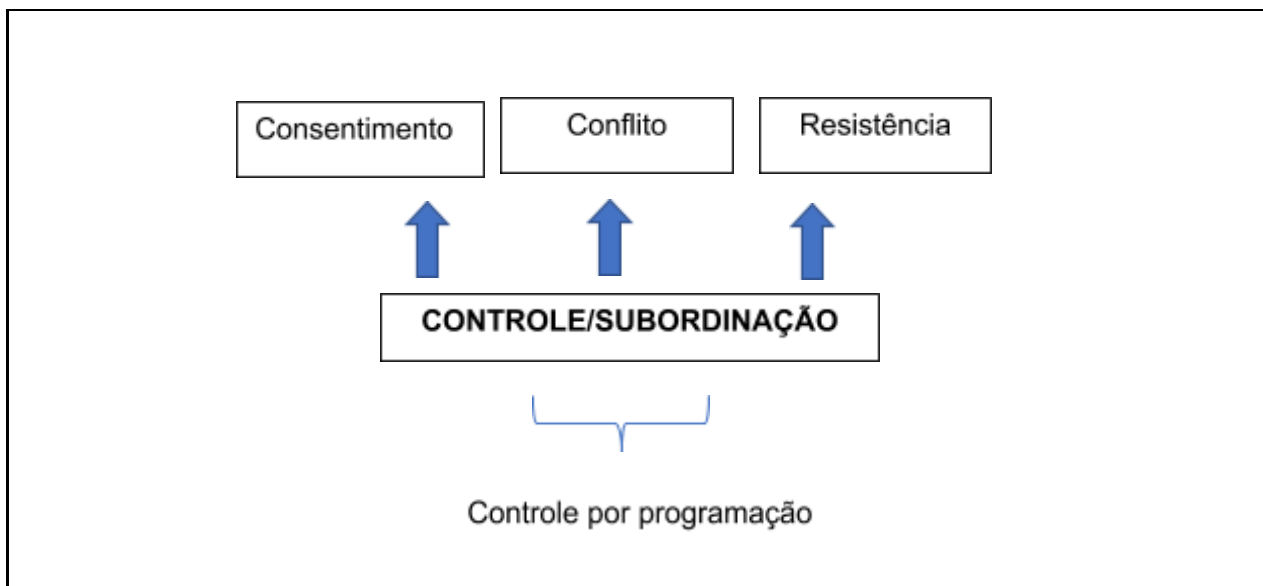 Consentimento
Conflito
Resistência
CONTROLE/SUBORDINAÇÃO
Controle por programação